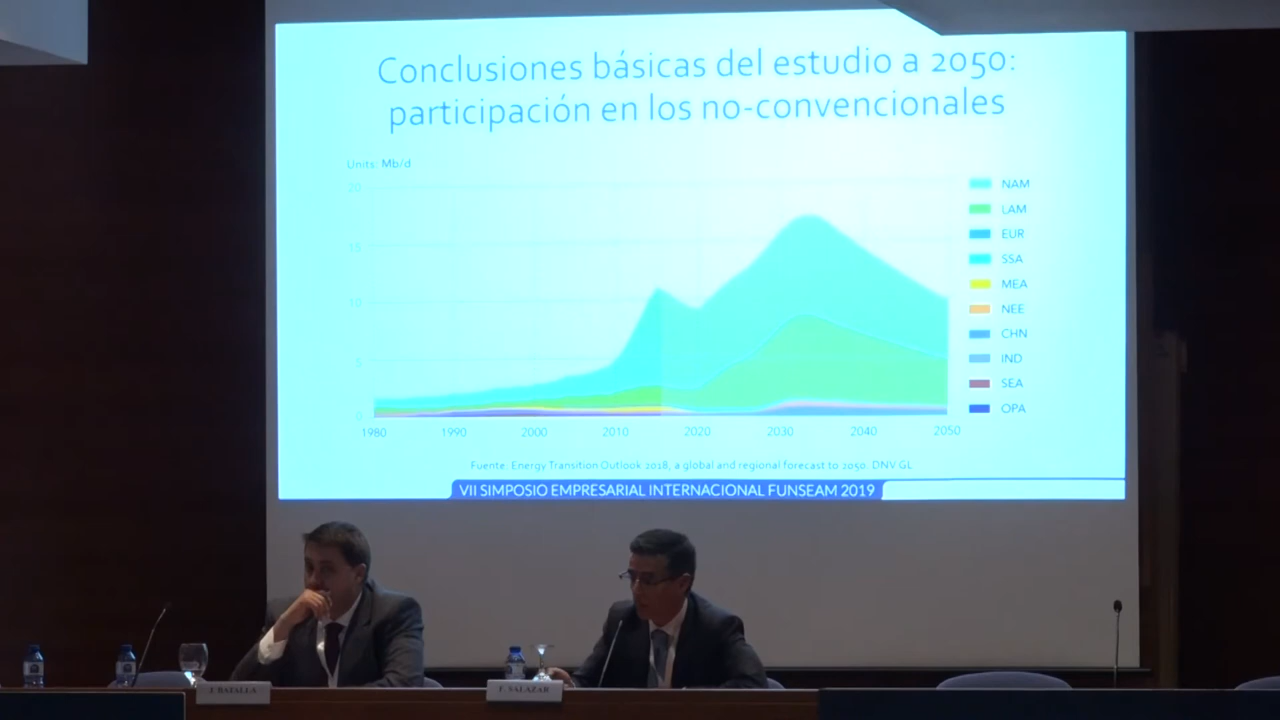 Conclusiones básicas del estudio a 2050:
participación en los no-convencionales
Units: Mb/d
20
15
10
5
0
1980 1990 2000 2010 2020 2030 2040 2050
NAM
LAM
EUR
SSA
MEA
NEE
CHN
IND
SEA
OPA
Fuente: Energy Transition Outlook 2018, a global and regional forecast to 2050. DNV GL
VII SIMPOSIO EMPRESARIAL INTERNACIONAL FUNSEAM 2019
J. BATALLA
F. SALAZAR